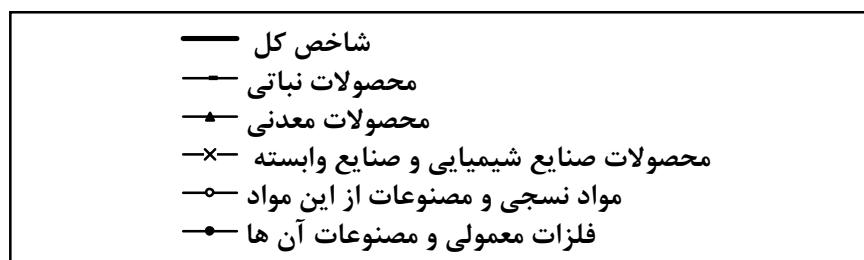 شاخص کل
محصولات نباتی
محصولات معدنی
محصولات صنایع شیمیایی و صنایع وابسته
مواد نسجی و مصنوعات از این مواد
فلزات معمولی و مصنوعات آن ها